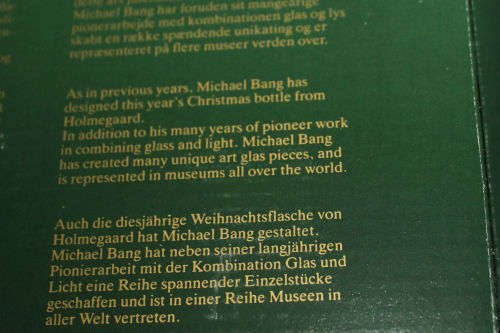 Michael Bang har foruden sit mangeårige
pionerarbejde med kombinationen glas og lys
skabt en række spændende unikating og er
repræsenteret på flere museer verden over.
As in previous years, Michael Bang has
designed this year's Christmas bottle from
Holmegaard.
In addition to his many years of pioneer work
in combining glass and light. Michael Bang
has created many unique art glas pieces, and
is represented in museums all over the world.
Auch die diesjährige Weihnachtsflasche von
Holmegaard hat Michael Bang gestaltet.
Michael Bang hat neben seiner langjährigen
Pionierarbeit mit der Kombination Glas und
Licht eine Reihe spannender Einzelstücke
geschaffen und ist in einer Reihe Museen in
aller Welt vertreten.